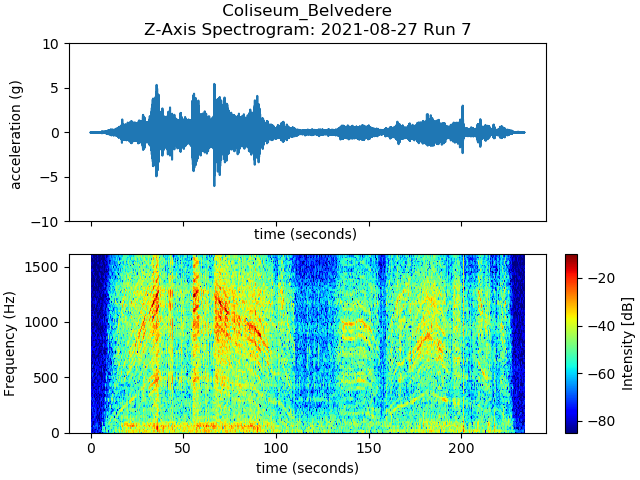 Coliseum_Belvedere
Z-Axis Spectrogram: 2021-08-27 Run 7
10
5
0
−5
−10
acceleration (g)
time (seconds)
1500
1000
500
0
Frequency (Hz)
0 50 100 150 200
time (seconds)
−20
−40
−60
−80
Intensity [dB]